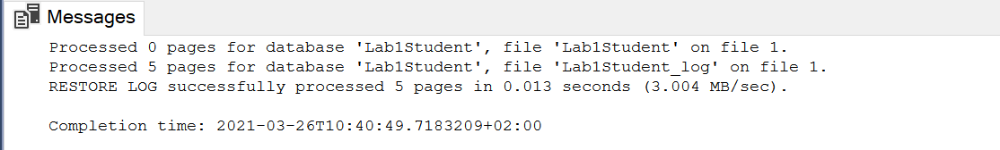 Messages
Processed 0 pages for database 'Lab1Student', file 'Lab1Student' on file 1.
Processed 5 pages for database 'Lab1Student', file 'Lab1Student_log' on file 1.
RESTORE LOG successfully processed 5 pages in 0.013 seconds (3.004 MB/sec).
Completion time: 2021-03-26T10:40:49.7183209+02:00